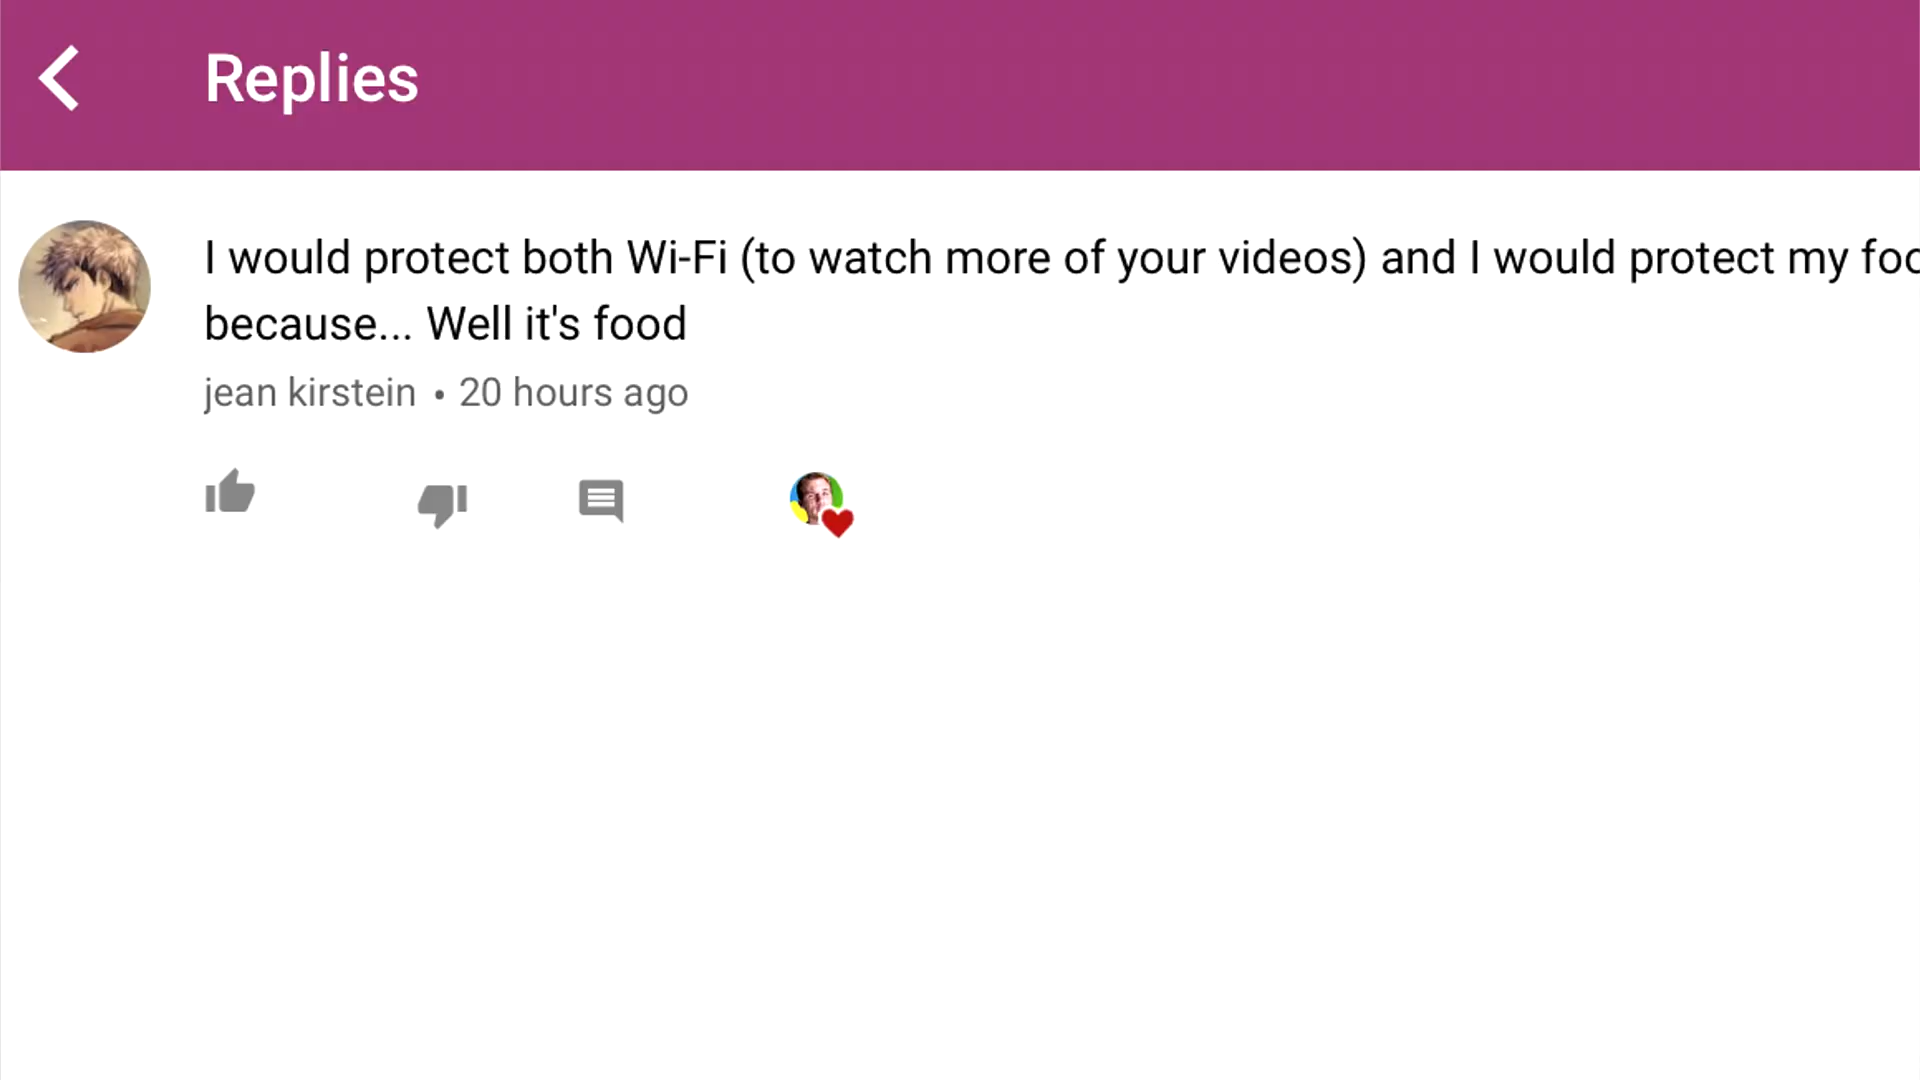 Replies
I would protect both Wi-Fi (to watch more of your videos) and I would protect my
because... Well it's food
jean kirstein • 20 hours ago